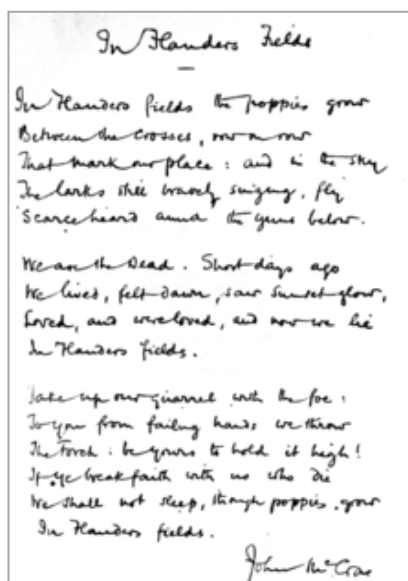 In Flanders Fields
In Flanders fields the poppies grow
Between the crosses, row on row
That mark our place: and in the sky
The larks still bravely singing, fly
Scarce heard amid the guns below.
We are the Dead. Short days ago
We lived, felt dawn, saw sunset glow,
Loved, and were loved, and now we lie
In Flanders fields.
Take up our quarrel with the foe:
To you from failing hands we throw
The Torch: be yours to hold it high!
If ye break faith with us who die
We shall not sleep, though poppies grow
In Flanders fields.
John McCrae